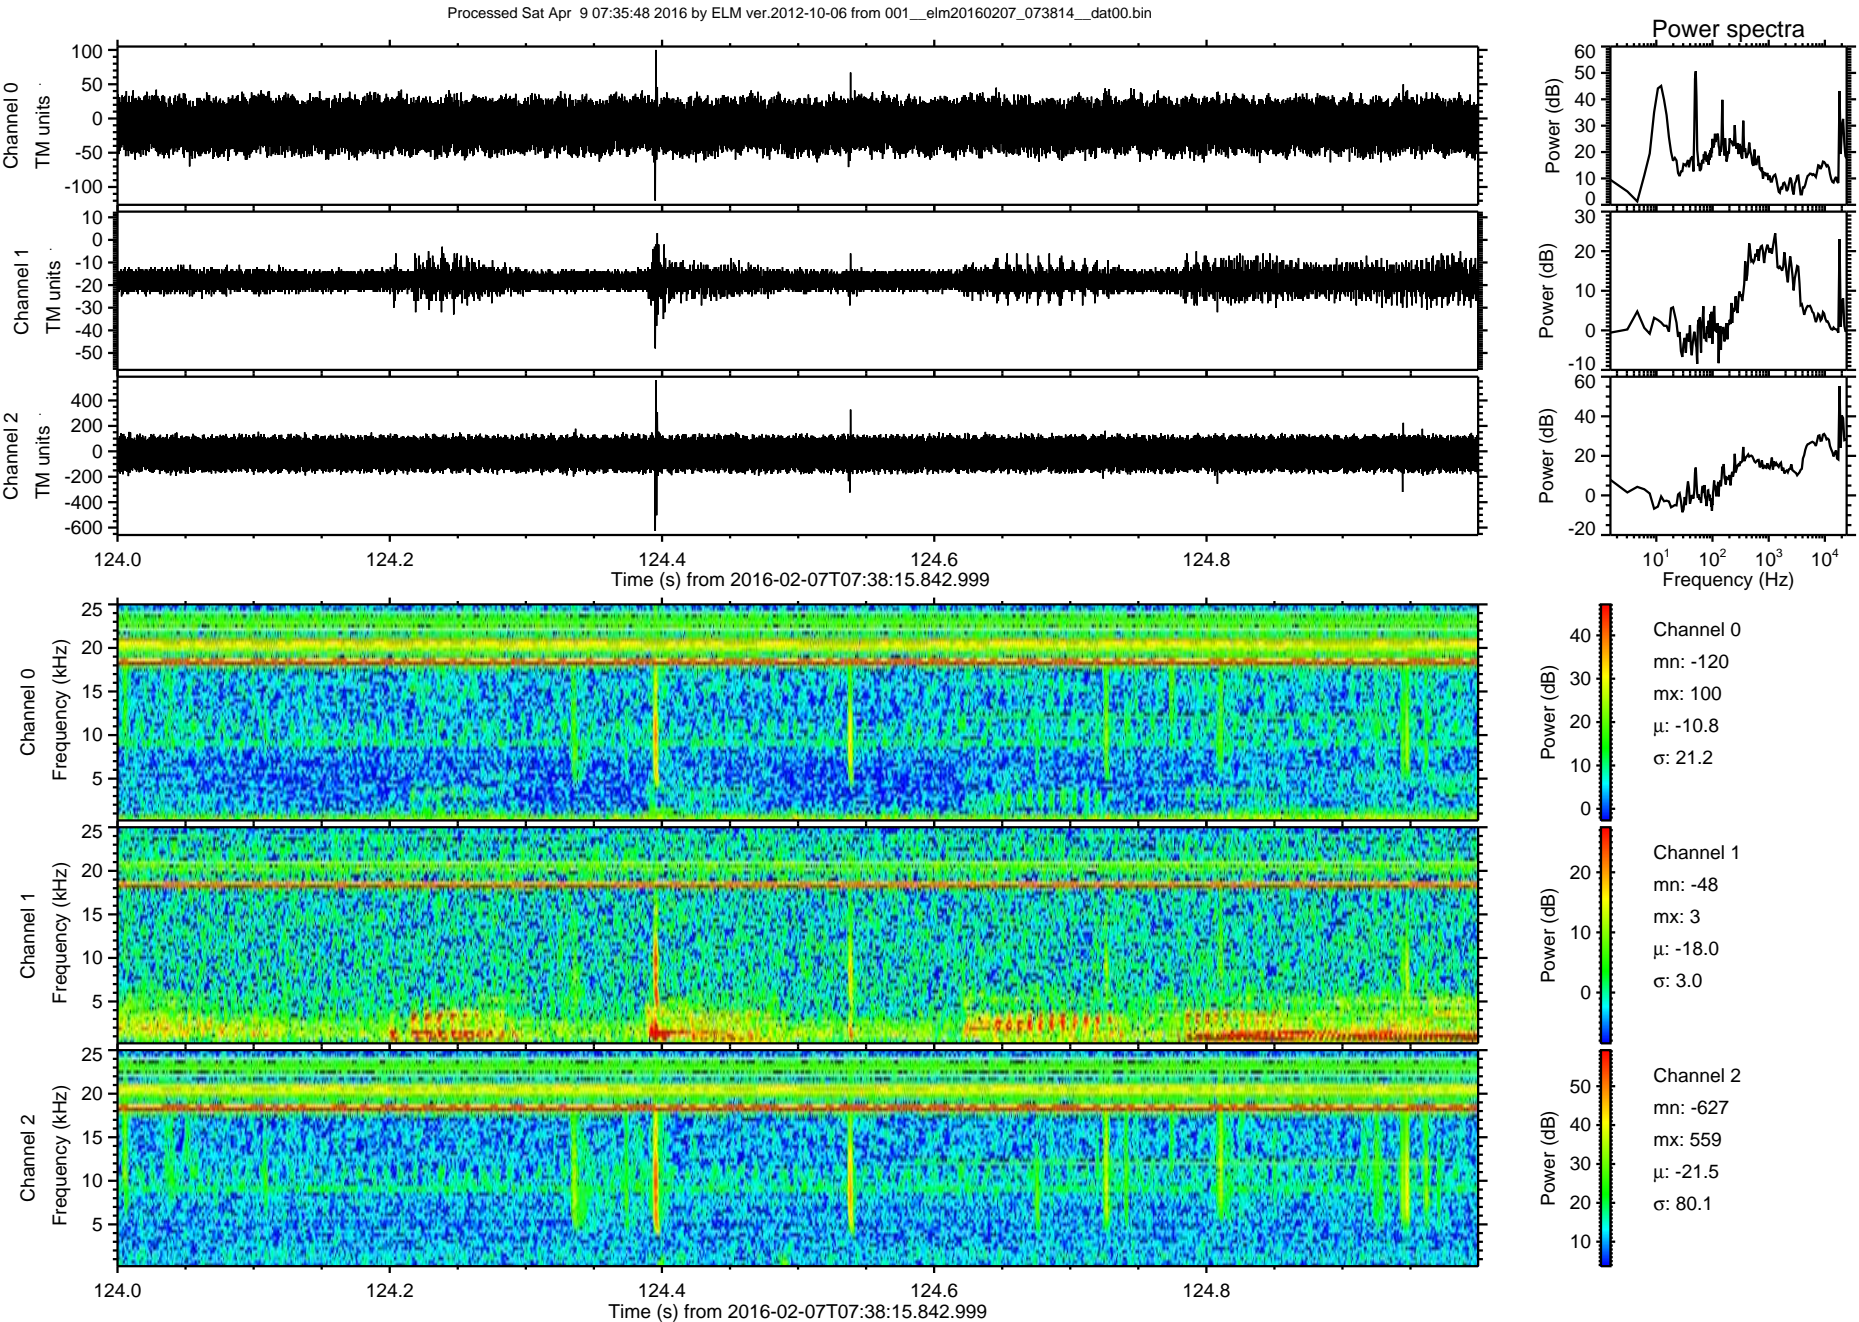 Processed Sat Apr 9 07:35:48 2016 by ELM ver.2012-10-06 from 001__elm20160207_073814__dat00.bin
Power spectra
Channel 0
TM units
100
50
0
-50
-100
Power (dB)
60
50
40
30
20
10
0
Channel 1
TM units
10
0
-10
-20
-30
-40
-50
Power (dB)
30
20
10
0
-10
Channel 2
TM units
400
200
0
-200
-400
-600
Power (dB)
60
40
20
0
-20
124.0 124.2 124.4 124.6 124.8
Time (s) from 2016-02-07T07:38:15.842.999
10¹ 10² 10³ 10⁴
Frequency (Hz)
Channel 0
Frequency (kHz)
25
20
15
10
5
Power (dB)
40
30
20
10
0
Channel 0
mn: -120
mx: 100
μ: -10.8
σ: 21.2
Channel 1
Frequency (kHz)
25
20
15
10
5
Power (dB)
20
10
0
Channel 1
mn: -48
mx: 3
μ: -18.0
σ: 3.0
Channel 2
Frequency (kHz)
25
20
15
10
5
Power (dB)
50
40
30
20
10
Channel 2
mn: -627
mx: 559
μ: -21.5
σ: 80.1
124.0 124.2 124.4 124.6 124.8
Time (s) from 2016-02-07T07:38:15.842.999